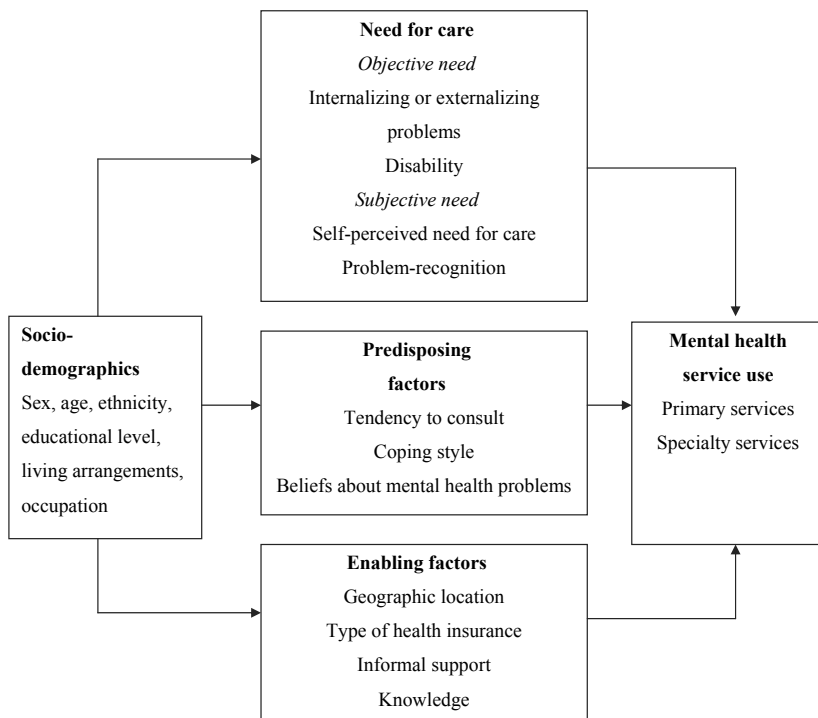 Need for care
Objective need
Internalizing or externalizing
problems
Disability
Subjective need
Self-perceived need for care
Problem-recognition
Socio-
demographics
Sex, age, ethnicity,
educational level,
living arrangements,
occupation
Predisposing
factors
Tendency to consult
Coping style
Beliefs about mental health problems
Mental health
service use
Primary services
Specialty services
Enabling factors
Geographic location
Type of health insurance
Informal support
Knowledge